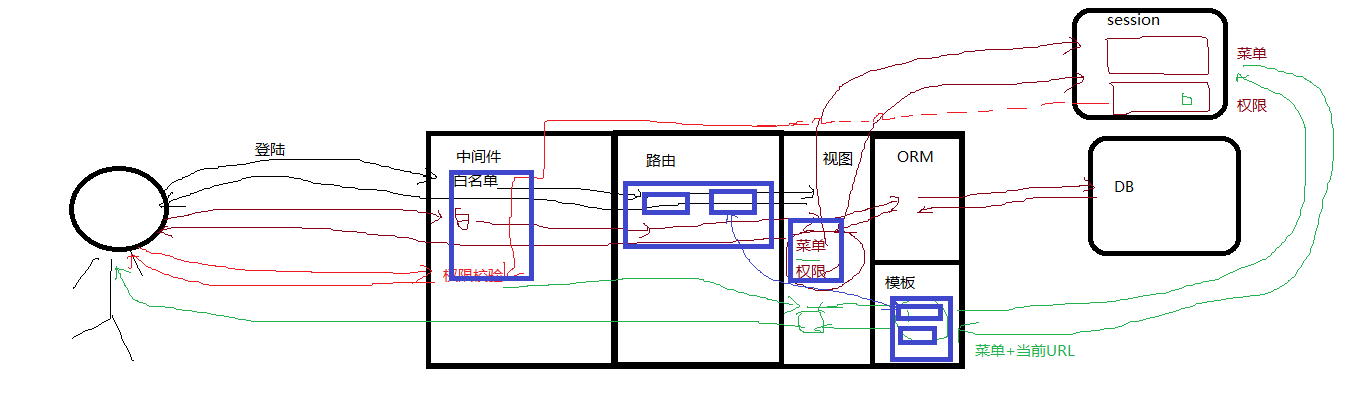 session
菜单
权限
登陆
中间件
白名单
路由
视图
ORM
DB
菜单
权限
权限校验
模板
菜单+当前URL